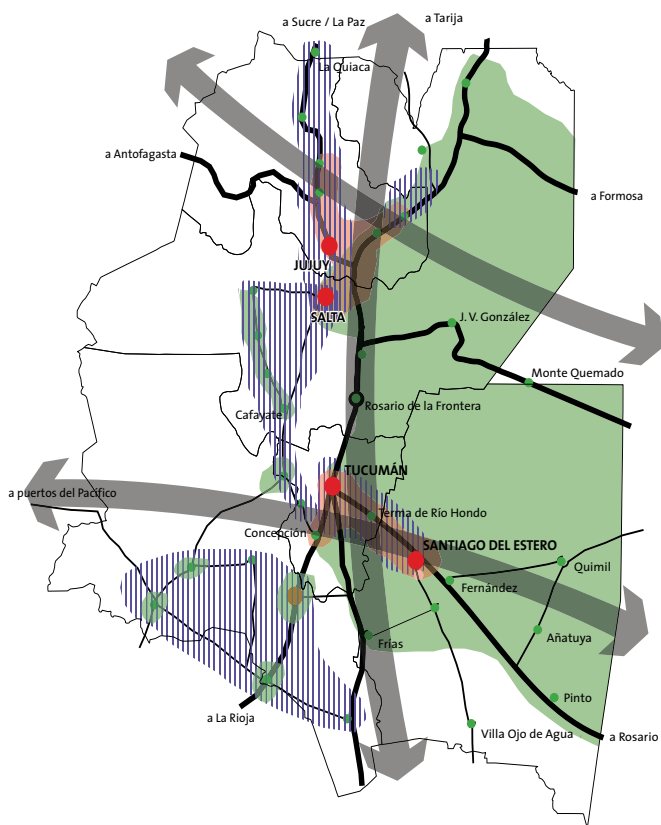 a Sucre / La Paz
a Tarija
La Quiaca
a Antofagasta
a Formosa
JUJUY
SALTA
J. V. González
Monte Quemado
Rosario de la Frontera
Cafayate
TUCUMÁN
a puertos del Pacífico
Terma de Río Hondo
Concepción
SANTIAGO DEL ESTERO
Quimil
Fernández
Añatuya
Frías
Pinto
a La Rioja
Villa Ojo de Agua
a Rosario